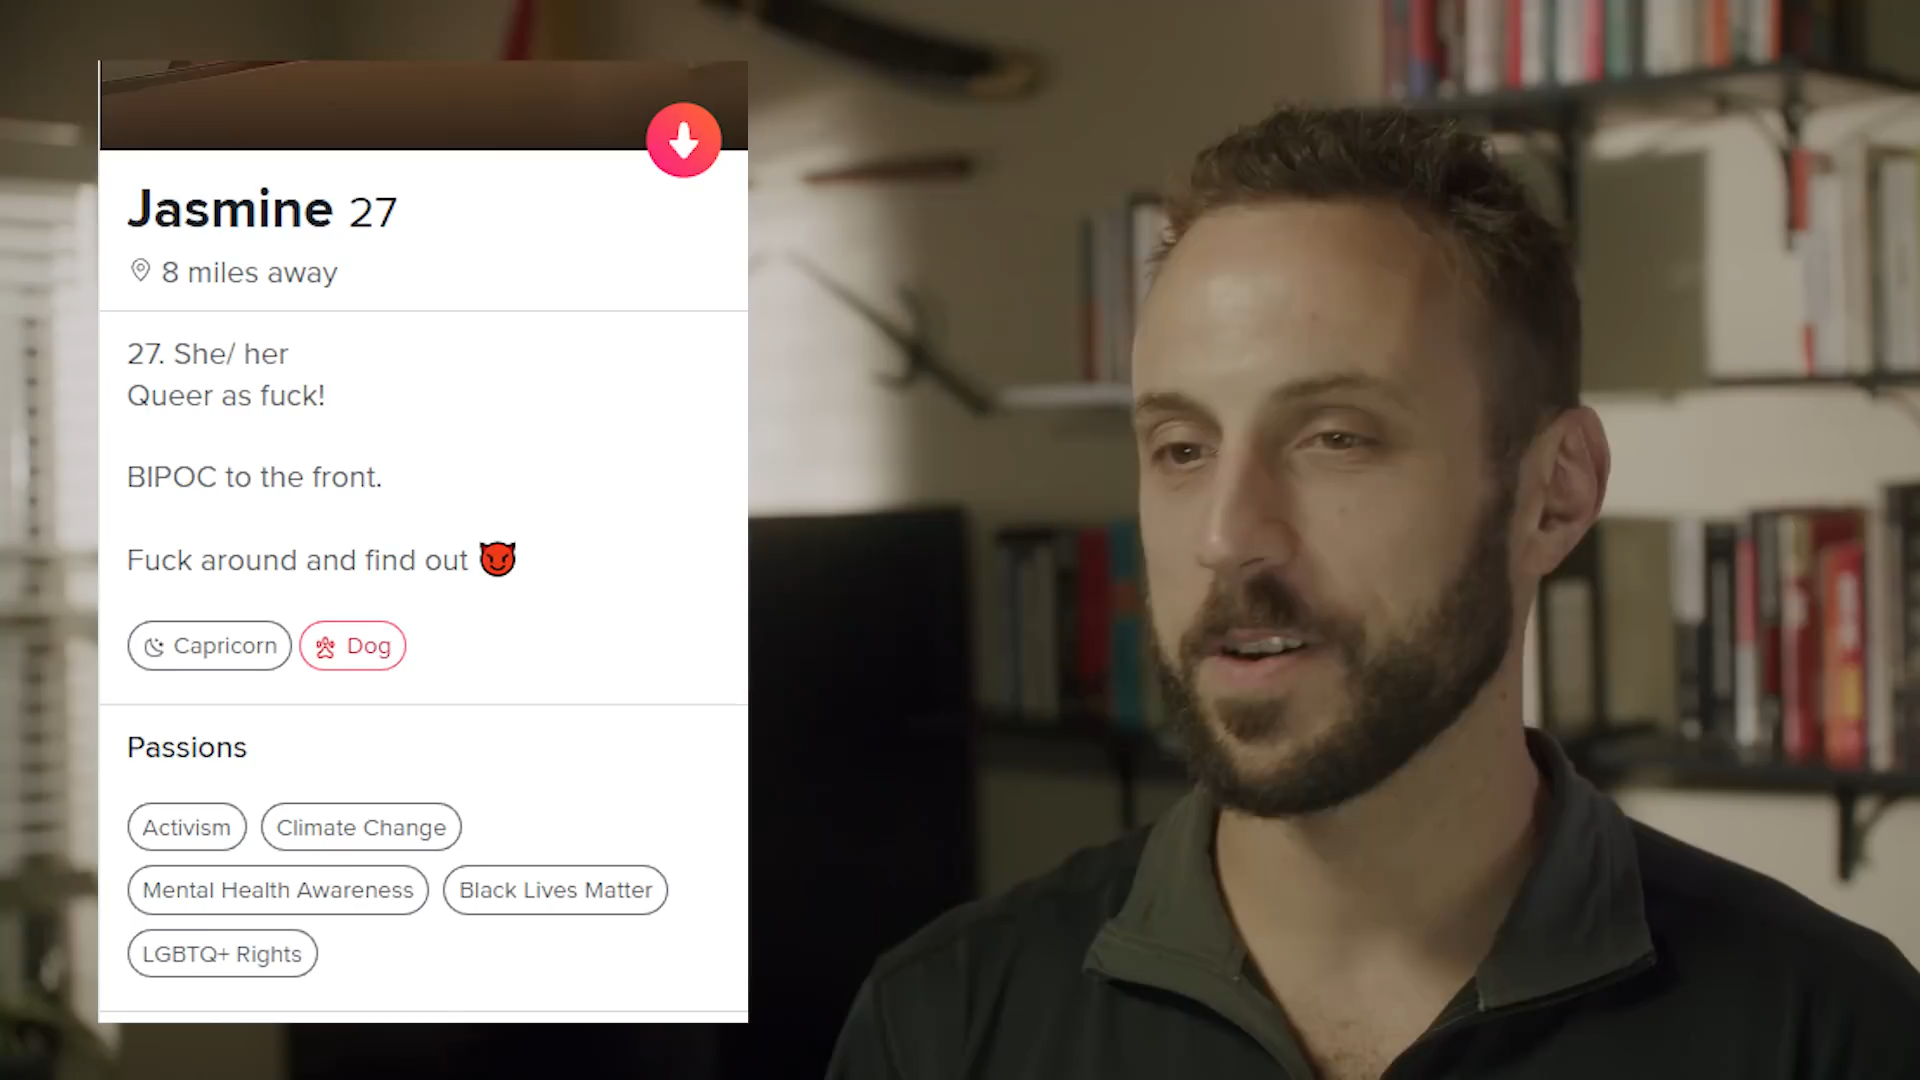 Jasmine 27
8 miles away
27. She/ her
Queer as fuck!
BIPOC to the front.
Fuck around and find out 😈
Capricorn Dog
Passions
Activism Climate Change
Mental Health Awareness Black Lives Matter
LGBTQ+ Rights